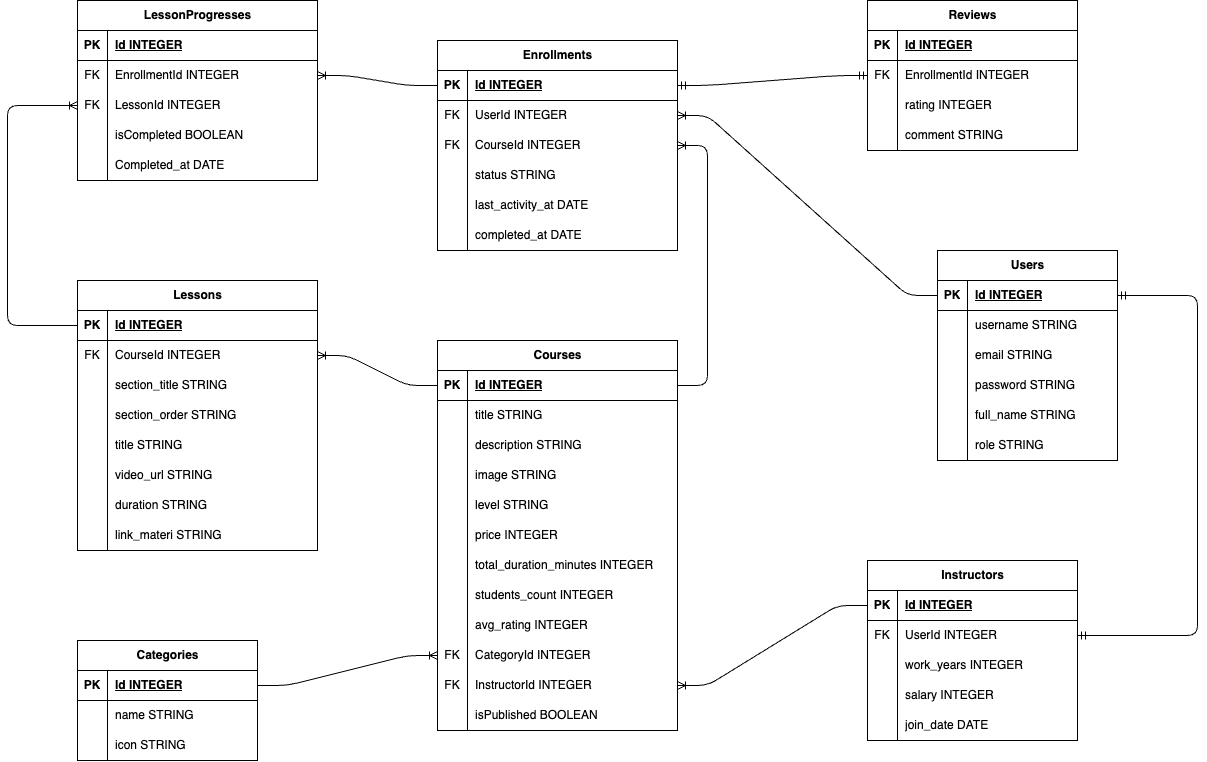 LessonProgresses
PK Id INTEGER
FK EnrollmentId INTEGER
FK LessonId INTEGER
isCompleted BOOLEAN
Completed_at DATE
Enrollments
PK Id INTEGER
FK UserId INTEGER
FK CourseId INTEGER
status STRING
last_activity_at DATE
completed_at DATE
Reviews
PK Id INTEGER
FK EnrollmentId INTEGER
rating INTEGER
comment STRING
Users
PK Id INTEGER
username STRING
email STRING
password STRING
full_name STRING
role STRING
Lessons
PK Id INTEGER
FK CourseId INTEGER
section_title STRING
section_order STRING
title STRING
video_url STRING
duration STRING
link_materi STRING
Courses
PK Id INTEGER
title STRING
description STRING
image STRING
level STRING
price INTEGER
total_duration_minutes INTEGER
students_count INTEGER
avg_rating INTEGER
FK CategoryId INTEGER
FK InstructorId INTEGER
isPublished BOOLEAN
Instructors
PK Id INTEGER
FK UserId INTEGER
work_years INTEGER
salary INTEGER
join_date DATE
Categories
PK Id INTEGER
name STRING
icon STRING